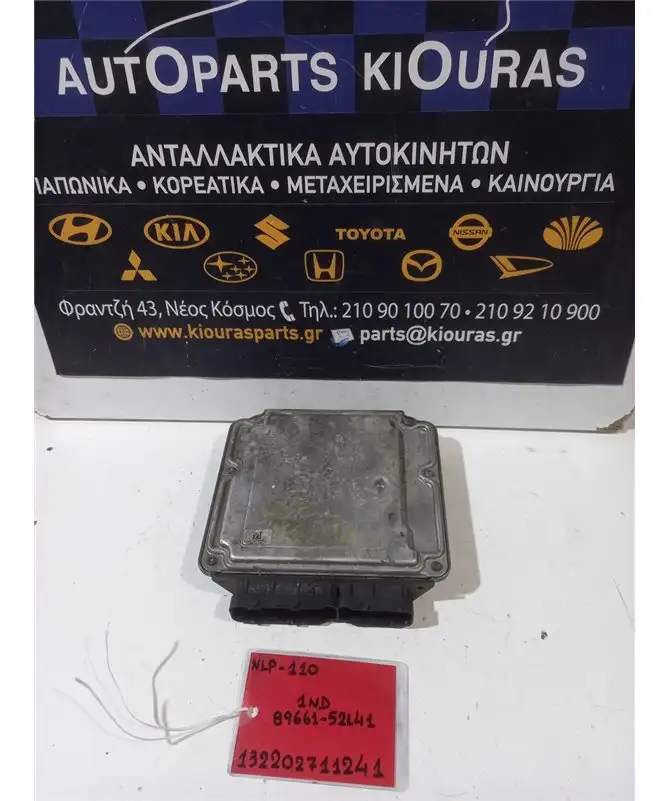 AUTOPARTS KIOURAS
ΑΝΤΑΛΛΑΚΤΙΚΑ ΑΥΤΟΚΙΝΗΤΩΝ
ΙΑΠΩΝΙΚΑ • ΚΟΡΕΑΤΙΚΑ • ΜΕΤΑΧΕΙΡΙΣΜΕΝΑ • ΚΑΙΝΟΥΡΓΙΑ
KIA TOYOTA NISSAN
Φραντζή 43, Νέος Κόσμος Τηλ.: 210 90 100 70 • 210 92 10 900
www.kiourasparts.gr parts@kiouras.gr
NLP-110
1ND
89661-52L41
132202711241